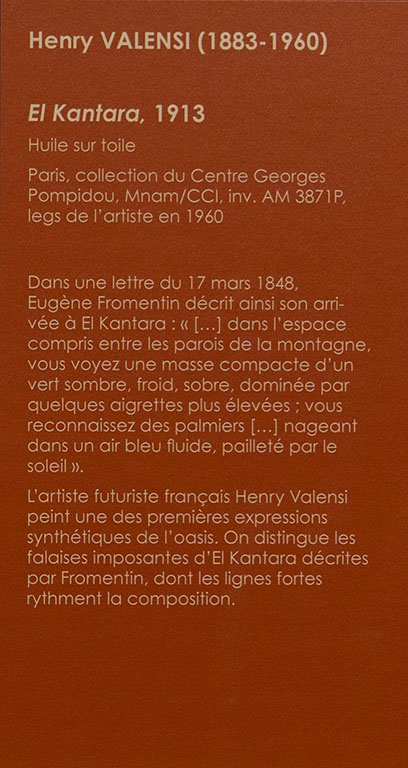 Henry VALENSI (1883-1960)
El Kantara, 1913
Huile sur toile
Paris, collection du Centre Georges
Pompidou, Mnam/CCI, inv. AM 3871P,
legs de l'artiste en 1960
Dans une lettre du 17 mars 1848,
Eugène Fromentin décrit ainsi son arri-
vée à El Kantara : « [...] dans l'espace
compris entre les parois de la montagne,
vous voyez une masse compacte d'un
vert sombre, froid, sobre, dominée par
quelques aigrettes plus élevées ; vous
reconnaissez des palmiers [...] nageant
dans un air bleu fluide, pailleté par le
soleil ».
L'artiste futuriste français Henry Valensi
peint une des premières expressions
synthétiques de l'oasis. On distingue les
falaises imposantes d'El Kantara décrites
par Fromentin, dont les lignes fortes
rythment la composition.